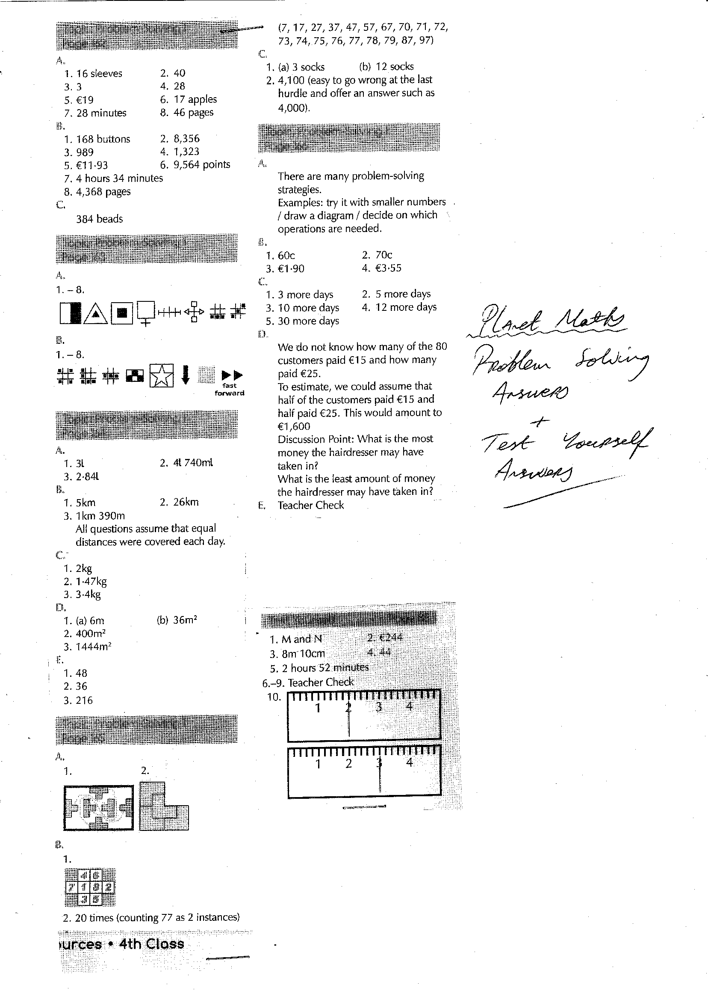 A.
1. 16 sleeves 2. 40
3. 3 4. 28
5. €19 6. 17 apples
7. 28 minutes 8. 46 pages
B.
1. 168 buttons 2. 8,356
3. 989 4. 1,323
5. €11·93 6. 9,564 points
7. 4 hours 34 minutes
8. 4,368 pages
C.
384 beads
A.
1. – 8.
B.
1. – 8.
fast
forward
A.
1. 3l 2. 4l 740ml
3. 2·84l
B.
1. 5km 2. 26km
3. 1km 390m
All questions assume that equal
distances were covered each day.
C.
1. 2kg
2. 1·47kg
3. 3·4kg
D.
1. (a) 6m (b) 36m²
2. 400m²
3. 1444m²
E.
1. 48
2. 36
3. 216
A.
1. 2.
B.
1.
4 6
7 1 8 2
3 5
2. 20 times (counting 77 as 2 instances)
urces • 4th Class
(7, 17, 27, 37, 47, 57, 67, 70, 71, 72,
73, 74, 75, 76, 77, 78, 79, 87, 97)
C.
1. (a) 3 socks (b) 12 socks
2. 4,100 (easy to go wrong at the last
hurdle and offer an answer such as
4,000).
A.
There are many problem-solving
strategies.
Examples: try it with smaller numbers
/ draw a diagram / decide on which
operations are needed.
B.
1. 60c 2. 70c
3. €1·90 4. €3·55
C.
1. 3 more days 2. 5 more days
3. 10 more days 4. 12 more days
5. 30 more days
D.
We do not know how many of the 80
customers paid €15 and how many
paid €25.
To estimate, we could assume that
half of the customers paid €15 and
half paid €25. This would amount to
€1,600
Discussion Point: What is the most
money the hairdresser may have
taken in?
What is the least amount of money
the hairdresser may have taken in?
E. Teacher Check
1. M and N 2. €244
3. 8m 10cm 4. 44
5. 2 hours 52 minutes
6.–9. Teacher Check
10.
1 2 3 4
1 2 3 4
Planet Maths
Problem Solving
Answers
+
Test Yourself
Answers